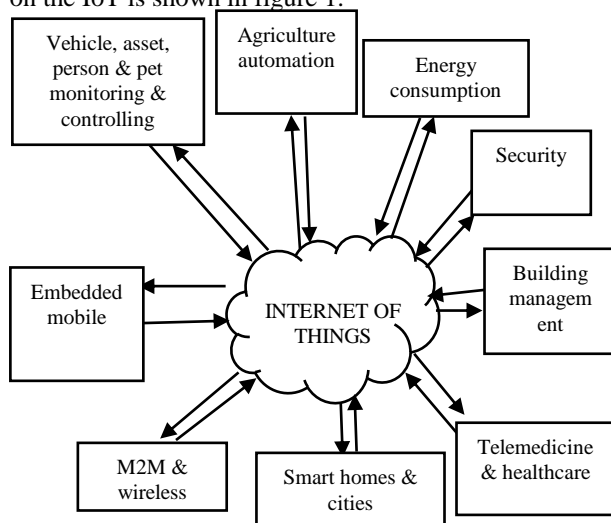 on the IoT is shown in figure 1.
Vehicle, asset,
person & pet
monitoring &
controlling
Agriculture
automation
Energy
consumption
Security
Building
managem
ent
Embedded
mobile
INTERNET OF
THINGS
M2M &
wireless
Smart homes &
cities
Telemedicine
& healthcare